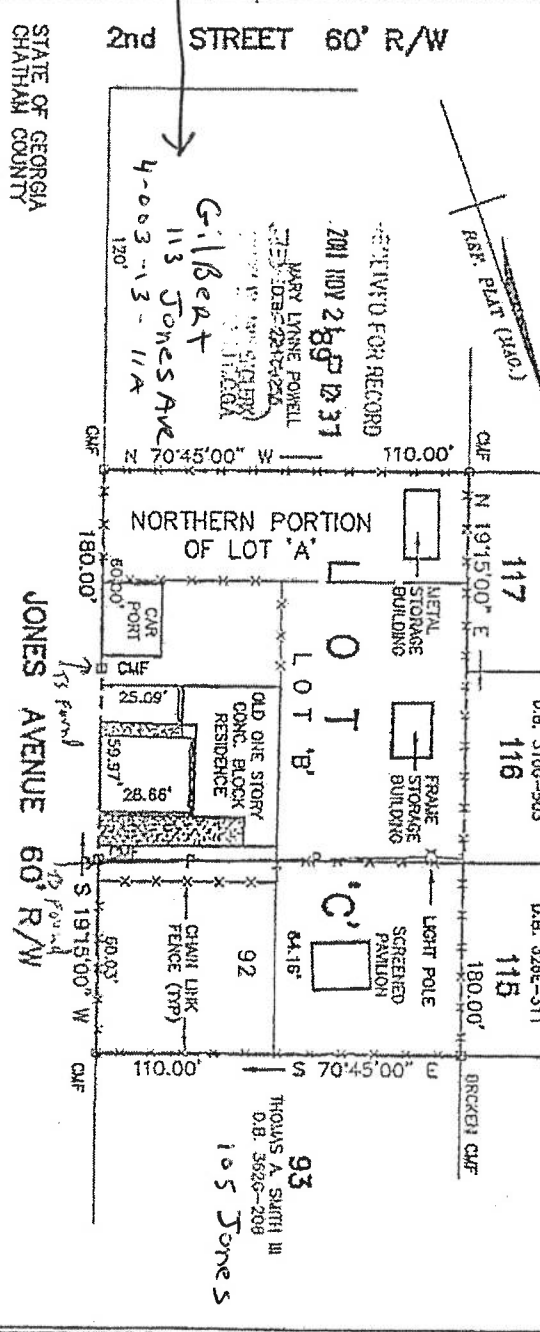 2nd STREET 60' R/W
STATE OF GEORGIA
CHATHAM COUNTY
REF. PLAT (MAG.)
RECEIVED FOR RECORD
2011 NOV 21 P 12:37
89
MARY LYNNE POWELL
GilBert
113 Jones Ave
4-003-13-11A
120'
CMF
N 70°45'00" W
110.00'
CMF
N 19°15'00" E
117
116
115
180.00'
BROKEN CMF
NORTHERN PORTION
OF LOT 'A'
METAL
STORAGE
BUILDING
FRAME
STORAGE
BUILDING
LOT 'C'
LOT 'B'
LIGHT POLE
SCREENED
PAVILION
84.16'
92
180.00'
60.00'
CAR
PORT
CMF
25.09'
59.97'
28.66'
OLD ONE STORY
CONC. BLOCK
RESIDENCE
CHAIN LINK
FENCE (TYP)
JONES AVENUE 60' R/W
S 19°15'00" W
60.03'
CMF
110.00'
S 70°45'00" E
93
THOMAS A. SMITH III
D.B. 362G-208
105 Jones